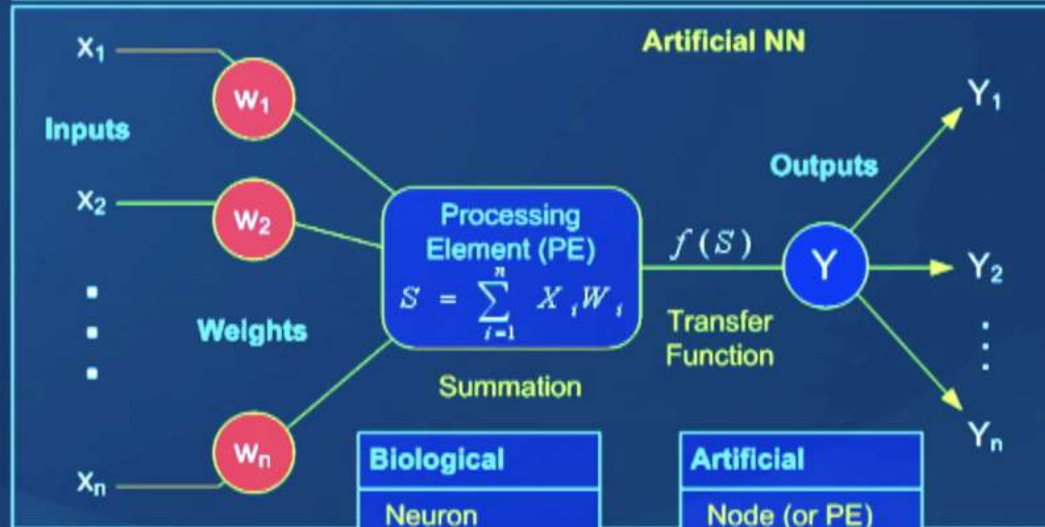 Artificial NN
x1
Inputs
x2
xn
w1
w2
wn
Weights
Processing
Element (PE)
S = ∑ i=1 n X i W i
Summation
f(S)
Transfer
Function
Outputs
Y
Y1
Y2
Yn
Biological
Neuron
Artificial
Node (or PE)